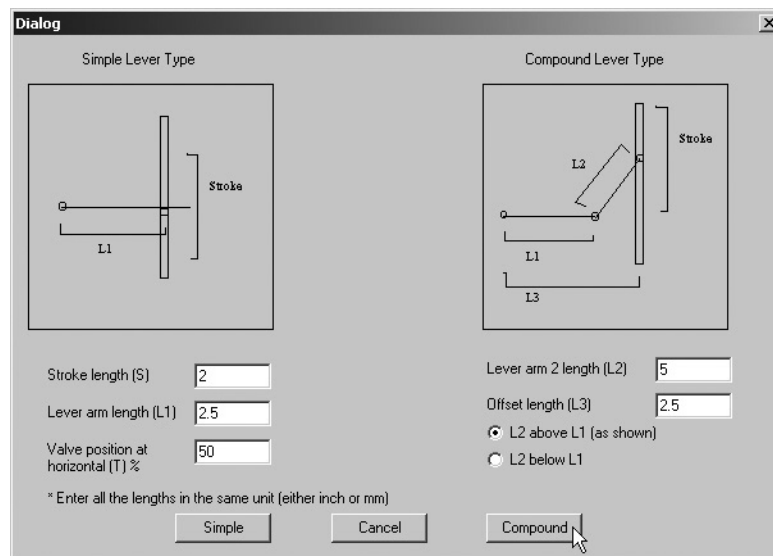 Dialog
Simple Lever Type
Stroke
L1
Compound Lever Type
L2
Stroke
L1
L3
Stroke length (S) 2
Lever arm length (L1) 2.5
Valve position at
horizontal (T) % 50
Lever arm 2 length (L2) 5
Offset length (L3) 2.5
L2 above L1 (as shown)
L2 below L1
* Enter all the lengths in the same unit (either inch or mm)
Simple
Cancel
Compound